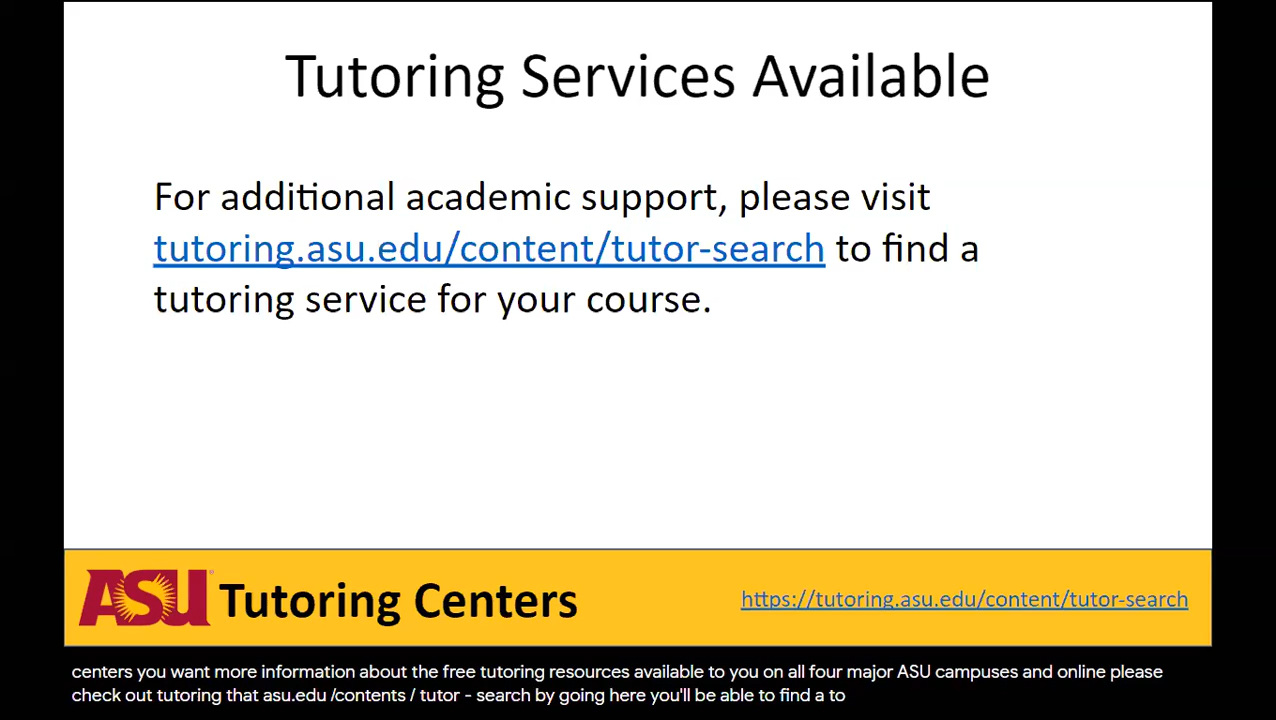 Tutoring Services Available
For additional academic support, please visit
tutoring.asu.edu/content/tutor-search to find a
tutoring service for your course.
ASU® Tutoring Centers
https://tutoring.asu.edu/content/tutor-search
centers you want more information about the free tutoring resources available to you on all four major ASU campuses and online please
check out tutoring that asu.edu /contents / tutor - search by going here you'll be able to find a to